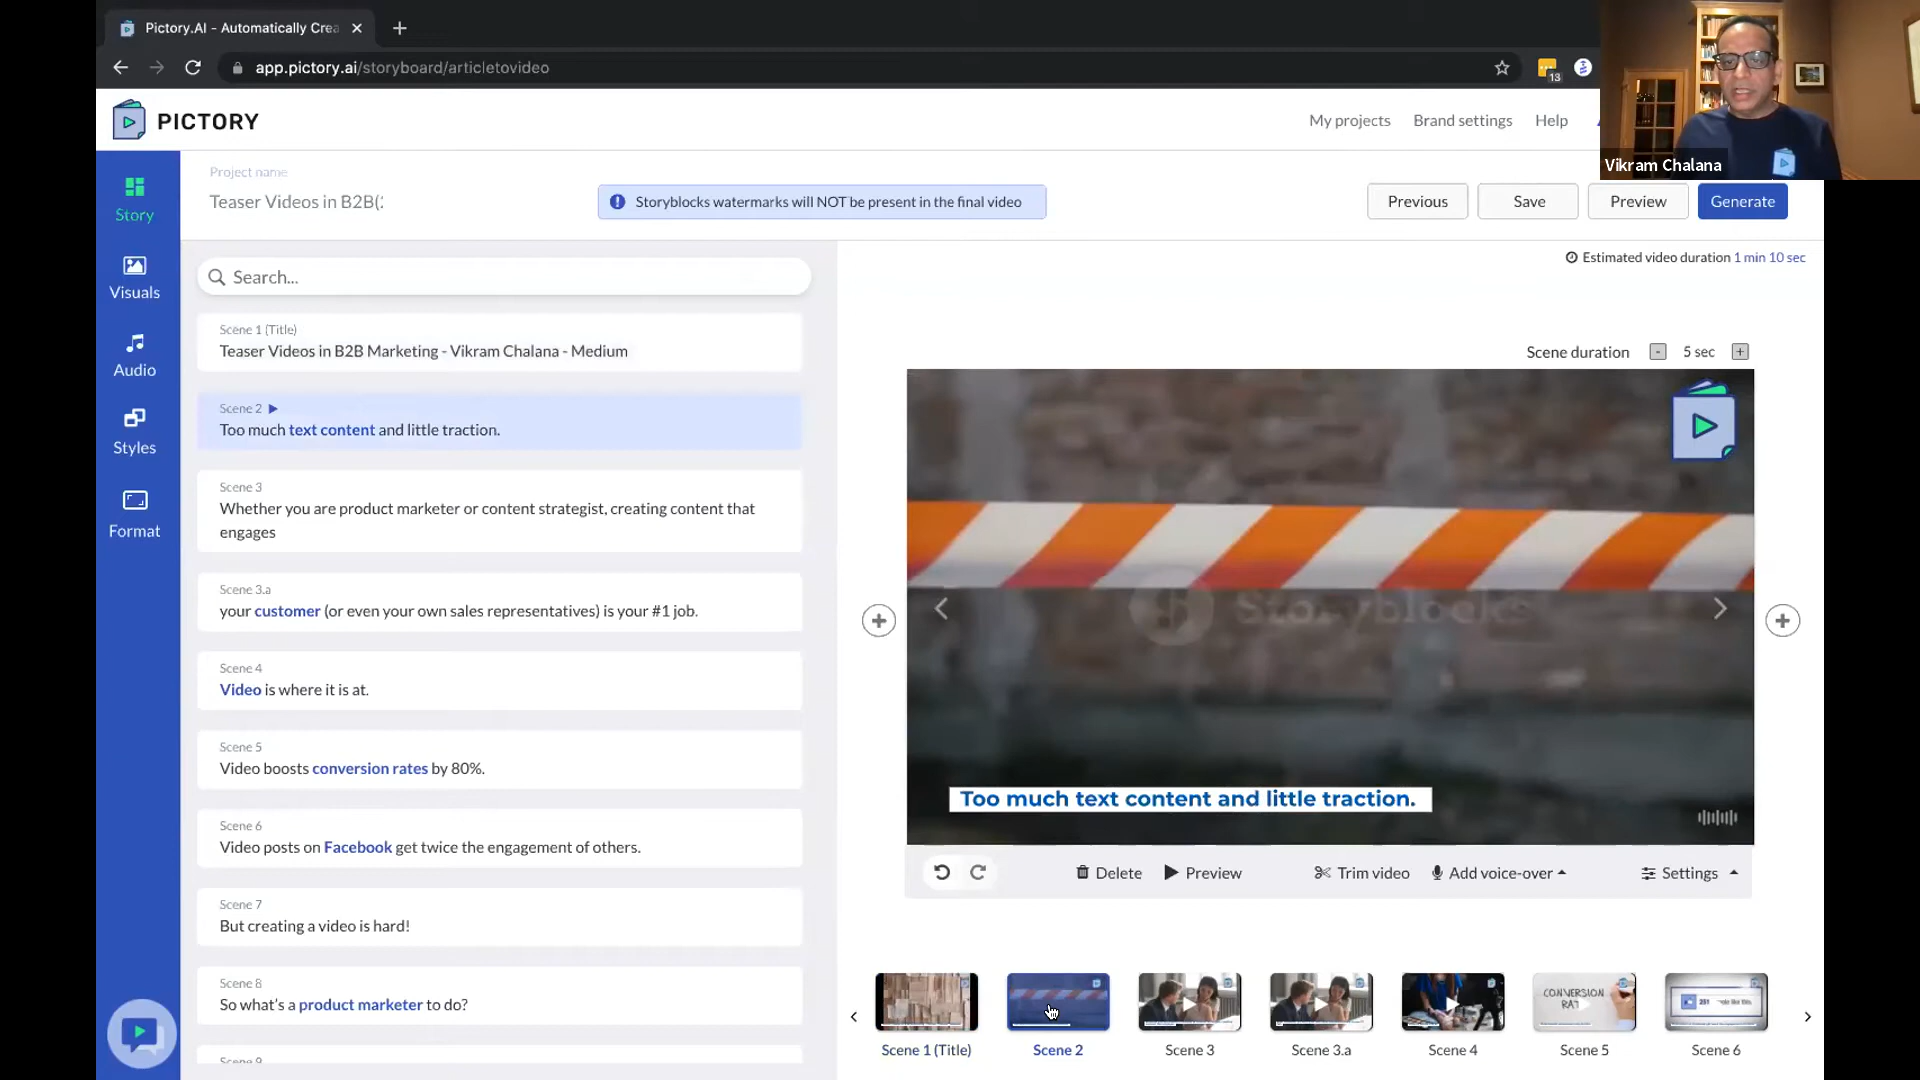 Pictory.AI - Automatically Crea
app.pictory.ai/storyboard/articletovideo
13
PICTORY
My projects
Brand settings
Help
Vikram Chalana
Story
Visuals
Audio
Styles
Format
Project name
Teaser Videos in B2B(
Storyblocks watermarks will NOT be present in the final video
Previous
Save
Preview
Generate
Estimated video duration 1 min 10 sec
Search...
Scene 1 (Title)
Teaser Videos in B2B Marketing - Vikram Chalana - Medium
Scene 2
Too much text content and little traction.
Scene 3
Whether you are product marketer or content strategist, creating content that
engages
Scene 3.a
your customer (or even your own sales representatives) is your #1 job.
Scene 4
Video is where it is at.
Scene 5
Video boosts conversion rates by 80%.
Scene 6
Video posts on Facebook get twice the engagement of others.
Scene 7
But creating a video is hard!
Scene 8
So what's a product marketer to do?
Scene 9
Scene duration - 5 sec +
Storyblocks
Too much text content and little traction.
Delete
Preview
Trim video
Add voice-over
Settings
CONVERSION
RAT
Scene 1 (Title)
Scene 2
Scene 3
Scene 3.a
Scene 4
Scene 5
Scene 6